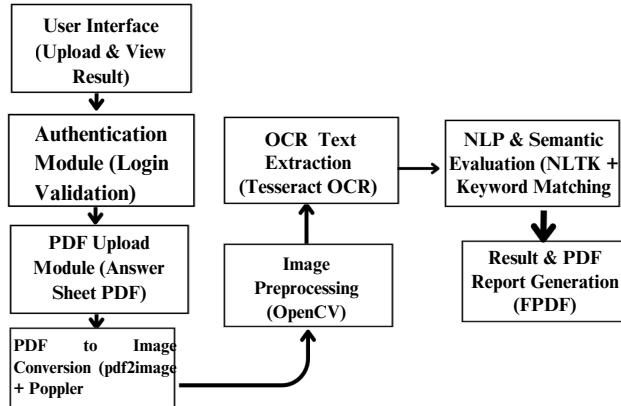 User Interface
(Upload & View
Result)
Authentication
Module (Login
Validation)
PDF Upload
Module (Answer
Sheet PDF)
PDF to Image
Conversion (pdf2image
+ Poppler
Image
Preprocessing
(OpenCV)
OCR Text
Extraction
(Tesseract OCR)
NLP & Semantic
Evaluation (NLTK +
Keyword Matching
Result & PDF
Report Generation
(FPDF)